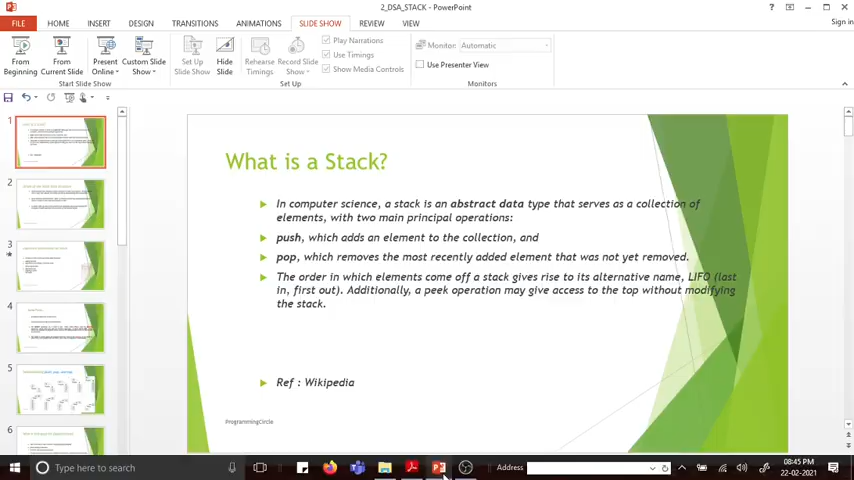 2_DSA_STACK - PowerPoint
Sign in
FILE HOME INSERT DESIGN TRANSITIONS ANIMATIONS SLIDE SHOW REVIEW VIEW
From Beginning
From Current Slide
Present Online
Custom Slide Show
Set Up Slide Show
Hide Slide
Rehearse Timings
Record Slide Show
Play Narrations
Use Timings
Show Media Controls
Monitor: Automatic
Use Presenter View
Start Slide Show
Set Up
Monitors
1
2
3
4
5
6
What is a Stack?
In computer science, a stack is an abstract data type that serves as a collection of
elements, with two main principal operations:
push, which adds an element to the collection, and
pop, which removes the most recently added element that was not yet removed.
The order in which elements come off a stack gives rise to its alternative name, LIFO (last
in, first out). Additionally, a peek operation may give access to the top without modifying
the stack.
Ref : Wikipedia
ProgrammingCircle
Type here to search
Address
08:45 PM
22-02-2021